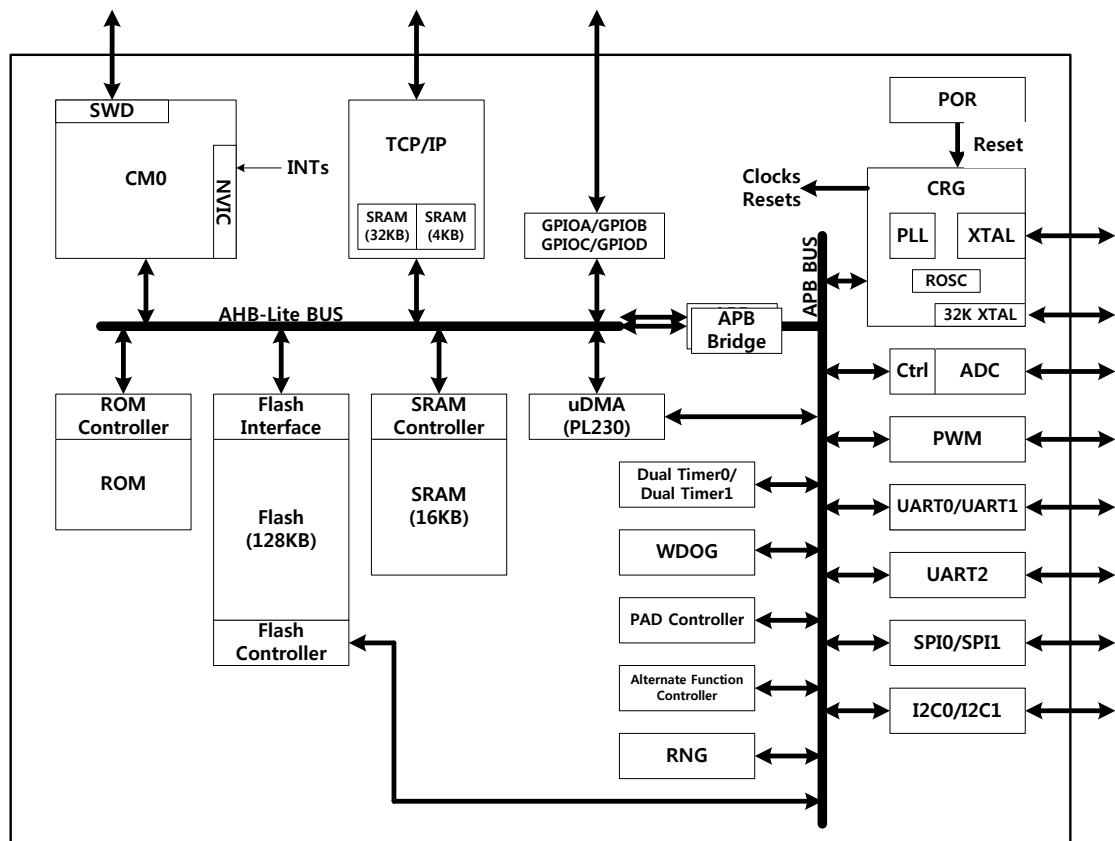 SWD
CM0
NVIC
INTs
TCP/IP
SRAM
(32KB)
SRAM
(4KB)
GPIOA/GPIOB
GPIOC/GPIOD
POR
Reset
Clocks
Resets
CRG
PLL
XTAL
ROSC
32K XTAL
APB BUS
AHB-Lite BUS
APB
Bridge
ROM
Controller
ROM
Flash
Interface
Flash
(128KB)
Flash
Controller
SRAM
Controller
SRAM
(16KB)
uDMA
(PL230)
Dual Timer0/
Dual Timer1
WDOG
PAD Controller
Alternate Function
Controller
RNG
Ctrl
ADC
PWM
UART0/UART1
UART2
SPI0/SPI1
I2C0/I2C1